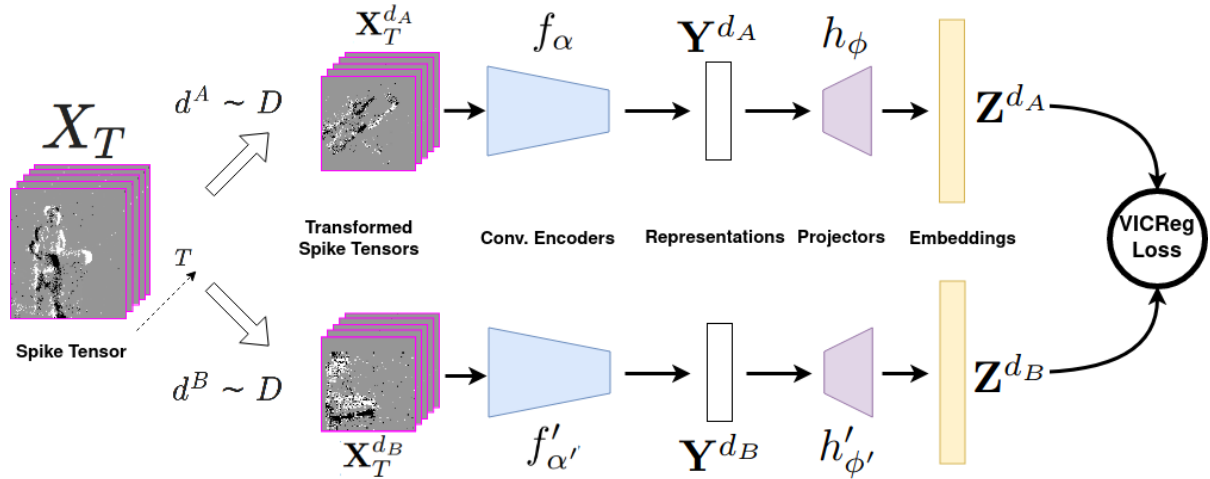 X_T
Spike Tensor
T
d^A ~ D
d^B ~ D
X_T^{d_A}
Transformed
Spike Tensors
X_T^{d_B}
f_α
Conv. Encoders
f'_{α'}
Y^{d_A}
Representations
Y^{d_B}
h_ϕ
Projectors
h'_{ϕ'}
Z^{d_A}
Embeddings
Z^{d_B}
VICReg
Loss